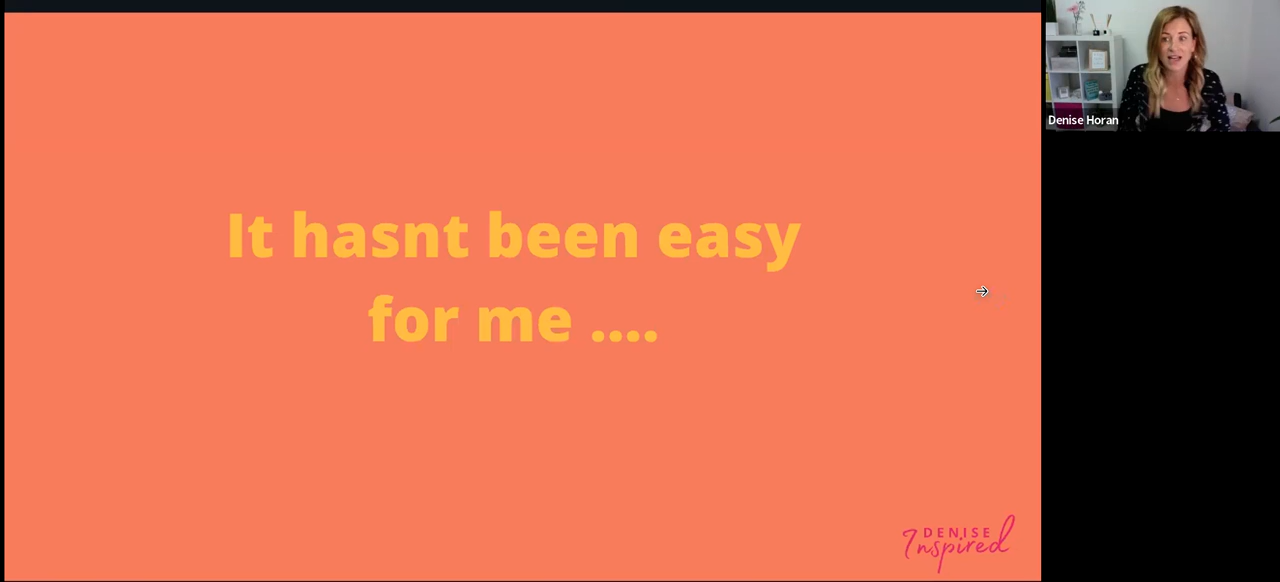 It hasnt been easy
for me ....
DENISE
Inspired
Denise Horan